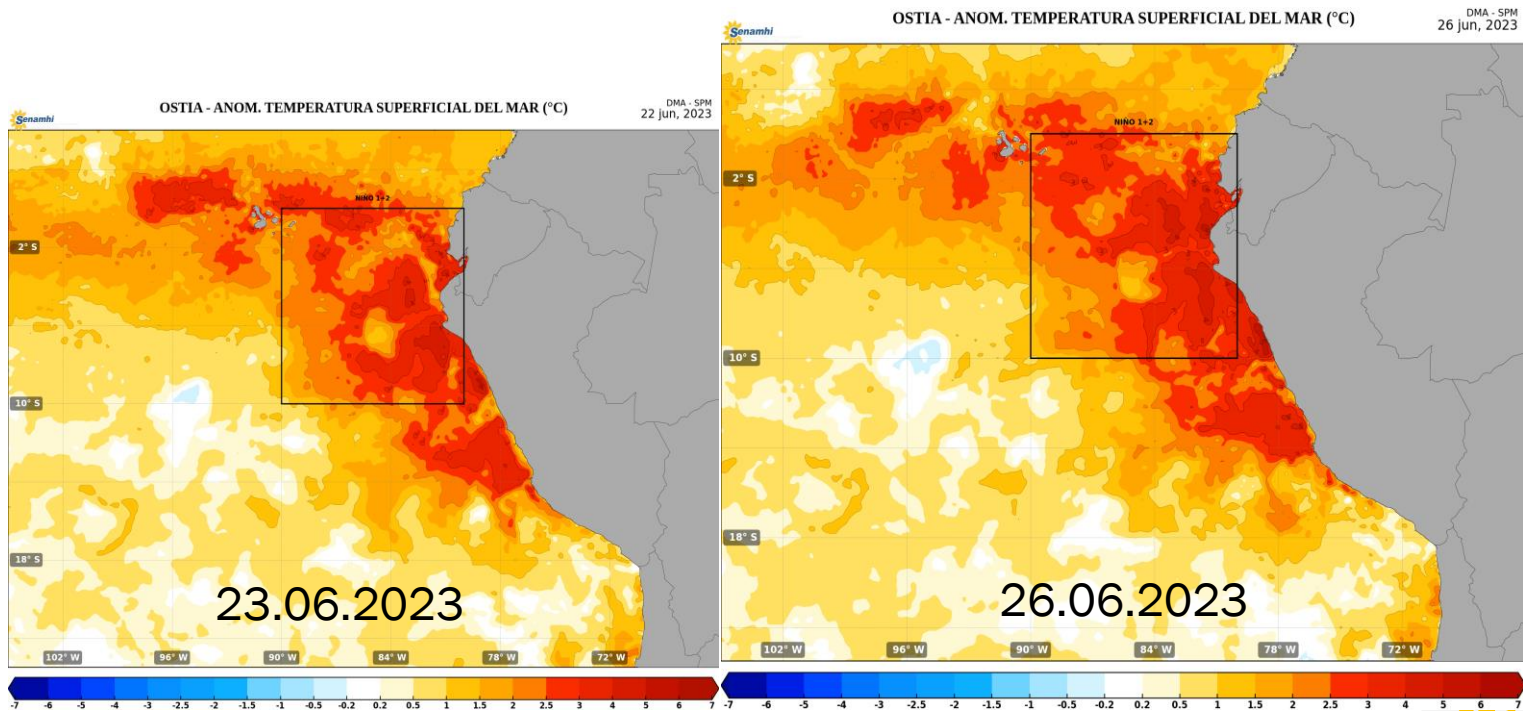 Senamhi
OSTIA - ANOM. TEMPERATURA SUPERFICIAL DEL MAR (°C)
DMA - SPM
22 jun, 2023
NIÑO 1+2
2° S
10° S
18° S
23.06.2023
102° W 96° W 90° W 84° W 78° W 72° W
-7 -6 -5 -4 -3 -2.5 -2 -1.5 -1 -0.5 -0.2 0.2 0.5 1 1.5 2 2.5 3 4 5 6 7
Senamhi
OSTIA - ANOM. TEMPERATURA SUPERFICIAL DEL MAR (°C)
DMA - SPM
26 jun, 2023
NIÑO 1+2
2° S
10° S
18° S
26.06.2023
102° W 96° W 90° W 84° W 78° W 72° W
-7 -6 -5 -4 -3 -2.5 -2 -1.5 -1 -0.5 -0.2 0.2 0.5 1 1.5 2 2.5 3 4 5 6 7